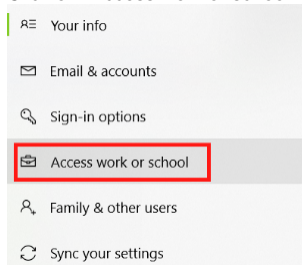 Your info
Email & accounts
Sign-in options
Access work or school
Family & other users
Sync your settings